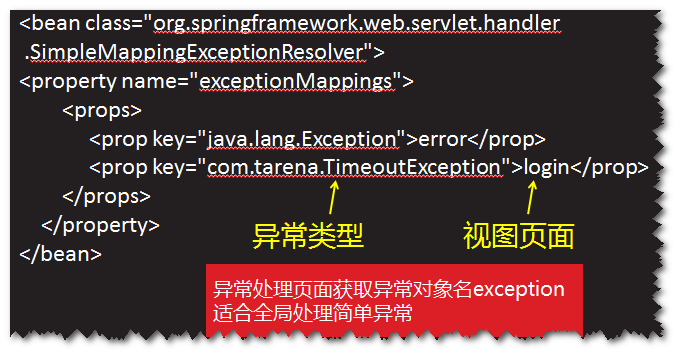 <bean class="org.springframework.web.servlet.handler
.SimpleMappingExceptionResolver">
<property name="exceptionMappings">
<props>
<prop key="java.lang.Exception">error</prop>
<prop key="com.tarena.TimeoutException">login</prop>
</props>
异常类型 视图页面
</property>
</bean>
异常处理页面获取异常对象名exception
适合全局处理简单异常